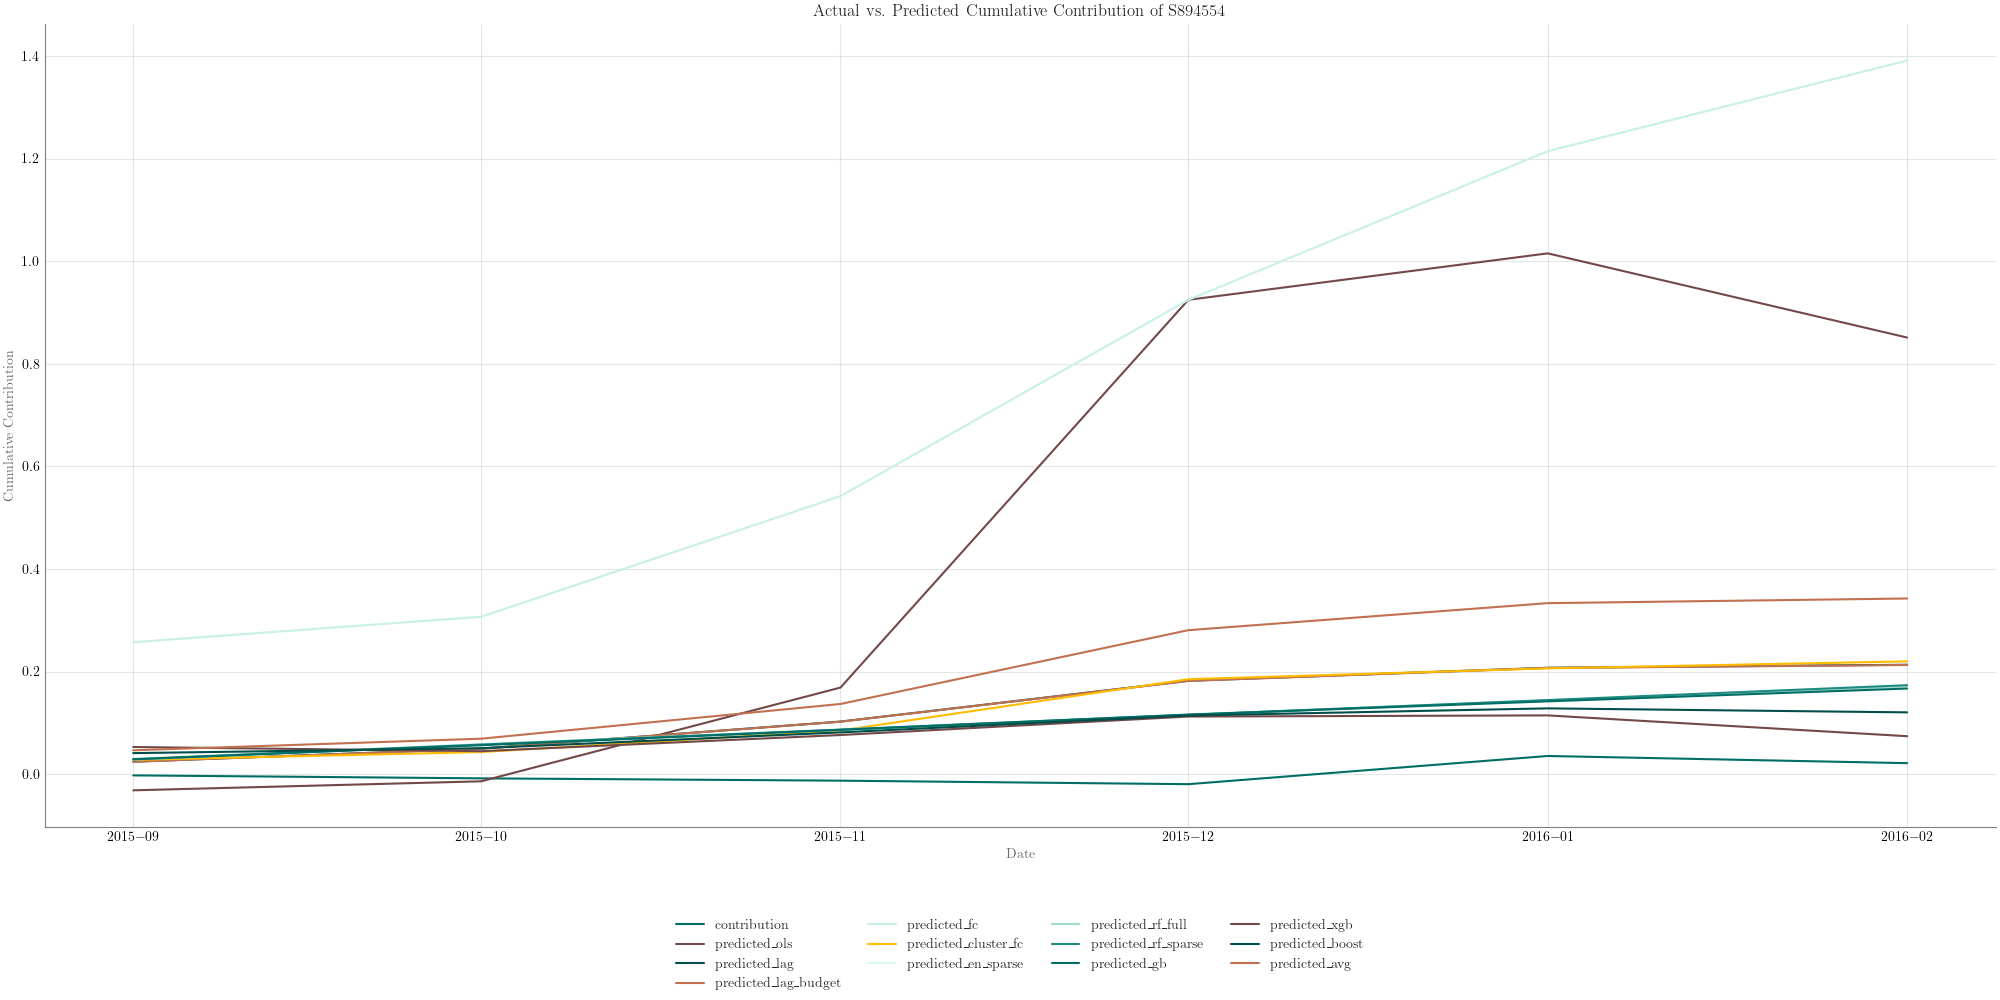 Actual vs. Predicted Cumulative Contribution of S894554
Cumulative Contribution
1.4
1.2
1.0
0.8
0.6
0.4
0.2
0.0
2015–09 2015–10 2015–11 2015–12 2016–01 2016–02
Date
contribution predicted_fc predicted_rf_full predicted_xgb
predicted_ols predicted_cluster_fc predicted_rf_sparse predicted_boost
predicted_lag predicted_en_sparse predicted_gb predicted_avg
predicted_lag_budget